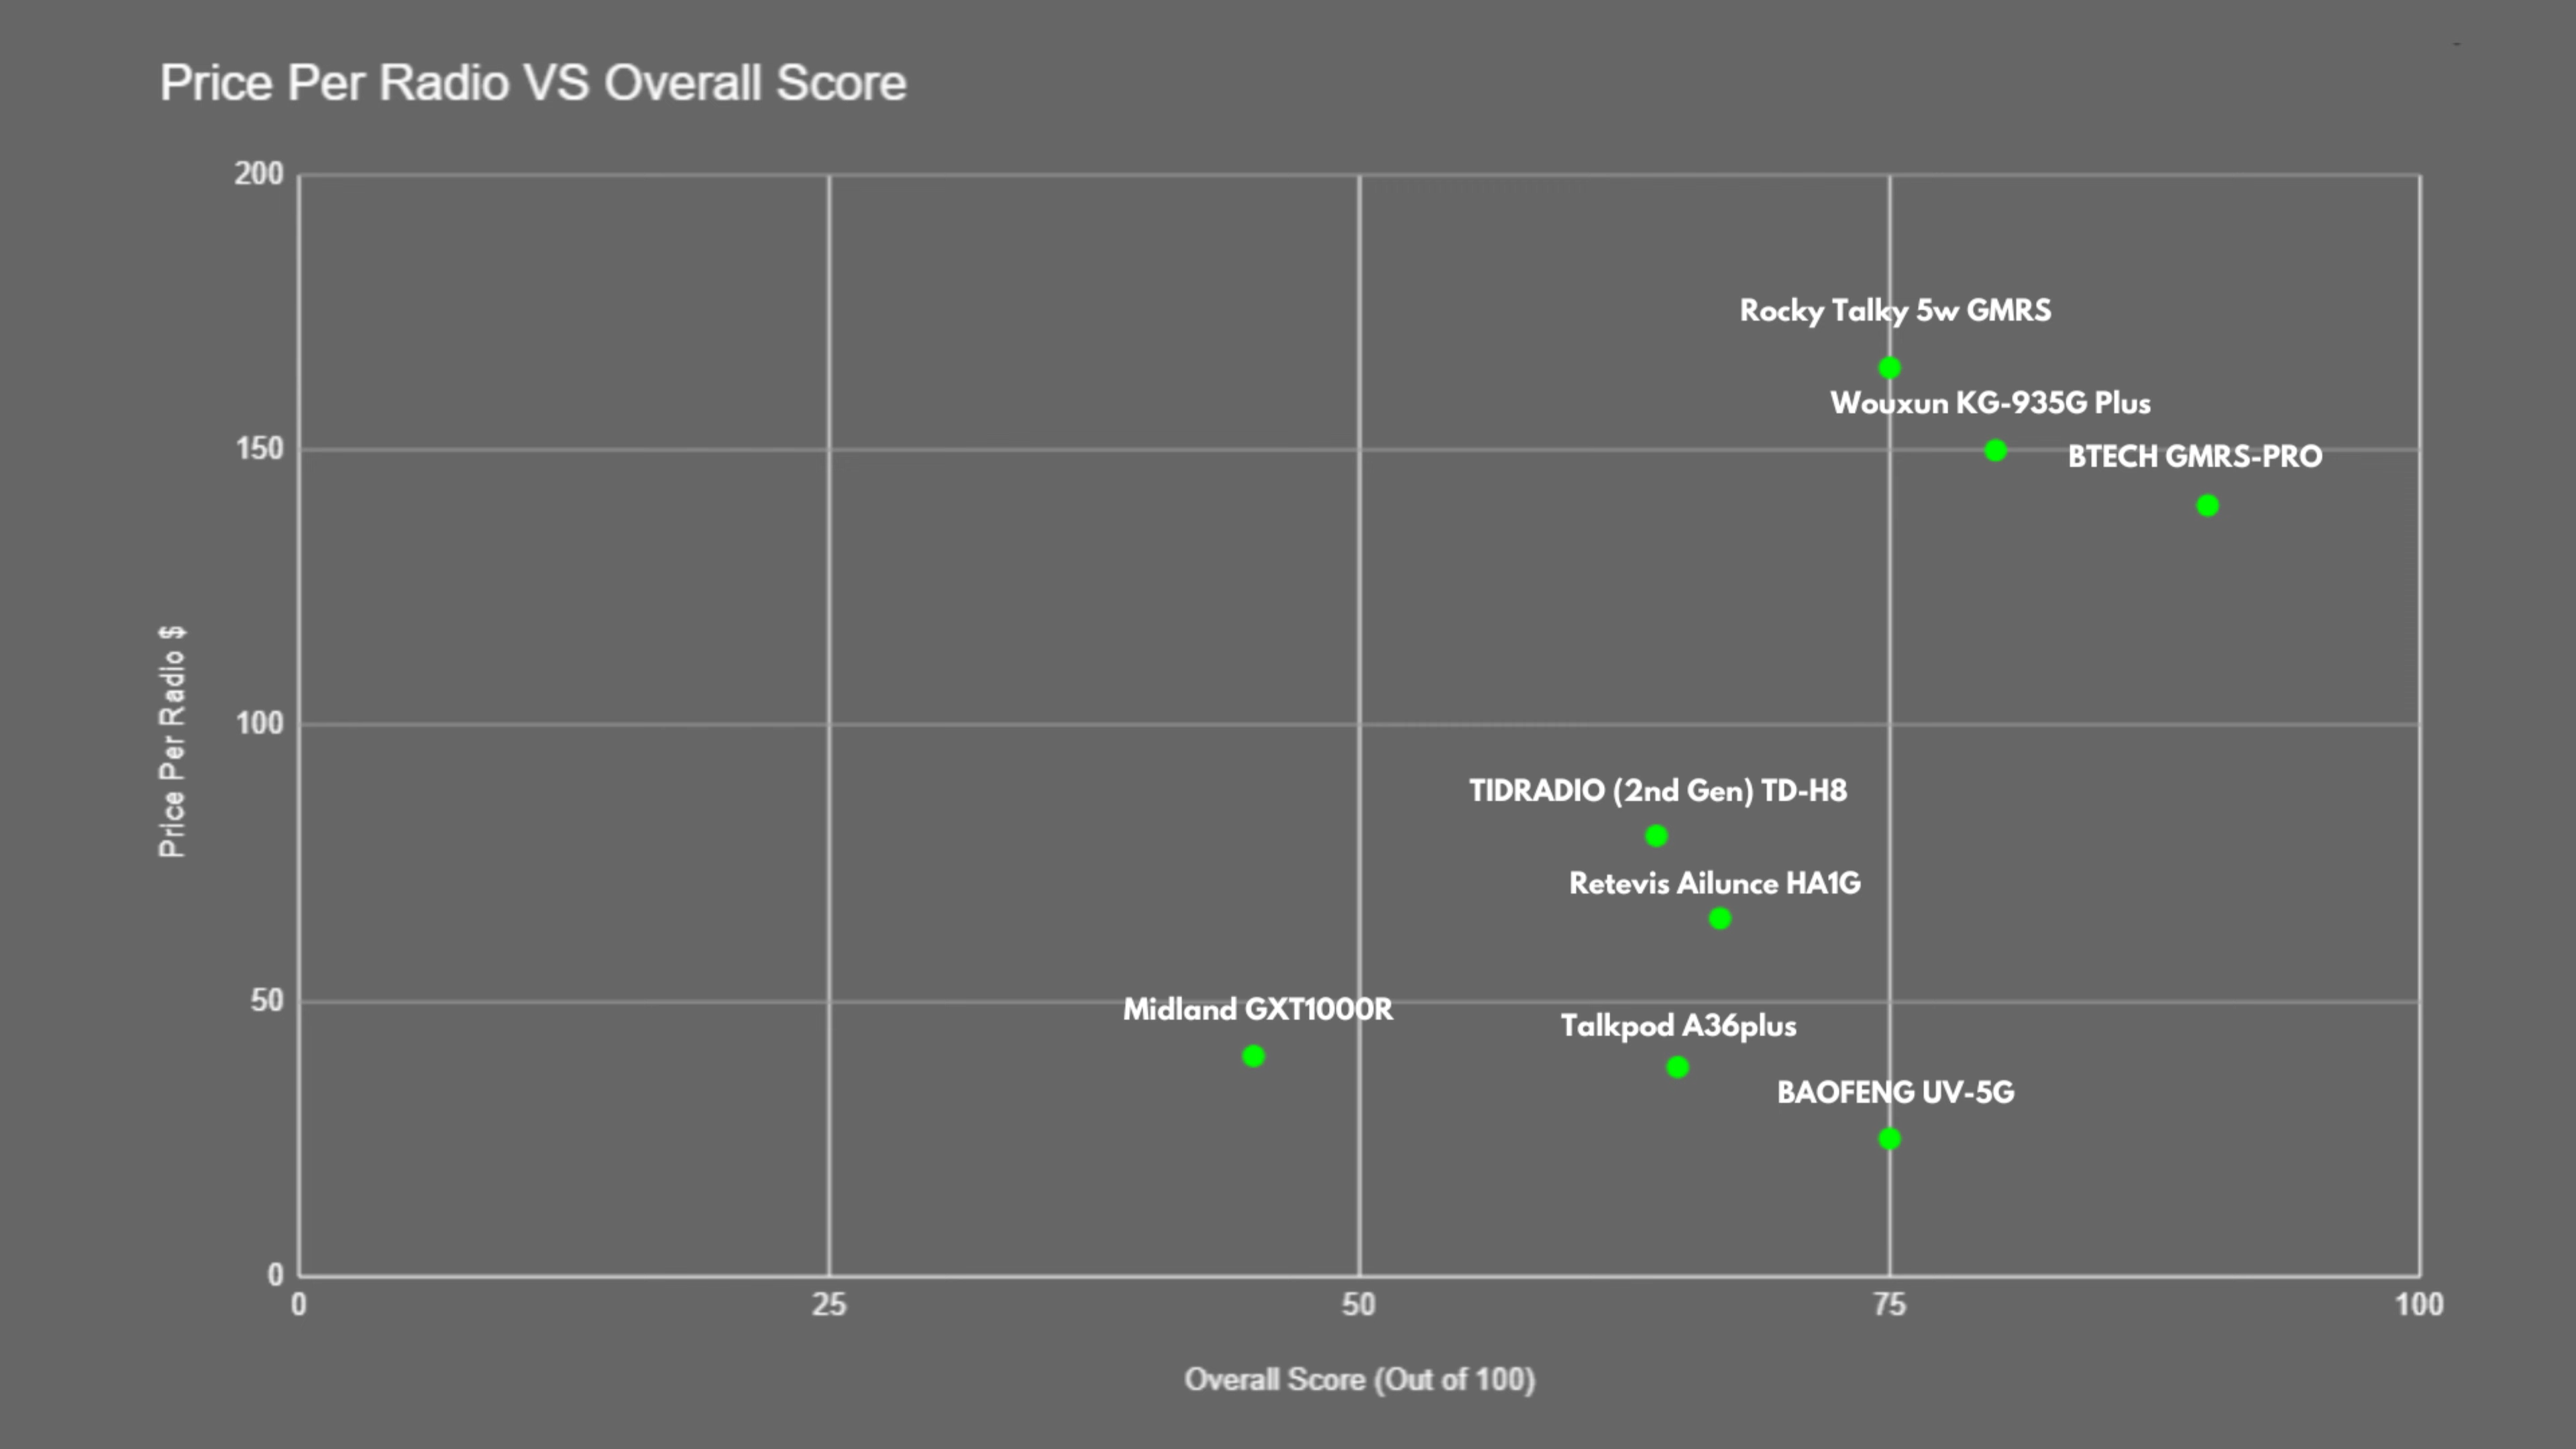 Price Per Radio VS Overall Score
200
Rocky Talky 5w GMRS
Wouxun KG-935G Plus
150
BTECH GMRS-PRO
Price Per Radio $
100
TIDRADIO (2nd Gen) TD-H8
Retevis Ailunce HA1G
50
Midland GXT1000R
Talkpod A36plus
BAOFENG UV-5G
0
0 25 50 75 100
Overall Score (Out of 100)